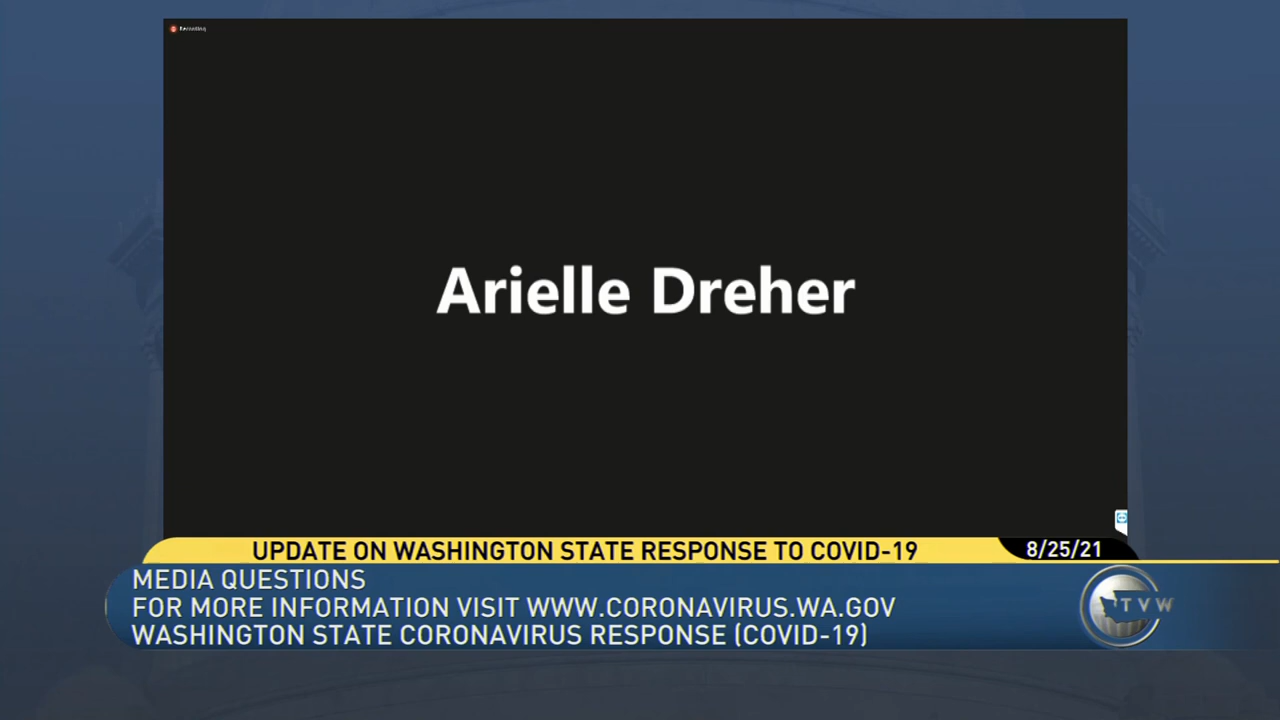 Recording
Arielle Dreher
UPDATE ON WASHINGTON STATE RESPONSE TO COVID-19
8/25/21
MEDIA QUESTIONS
FOR MORE INFORMATION VISIT WWW.CORONAVIRUS.WA.GOV
WASHINGTON STATE CORONAVIRUS RESPONSE (COVID-19)
TVW